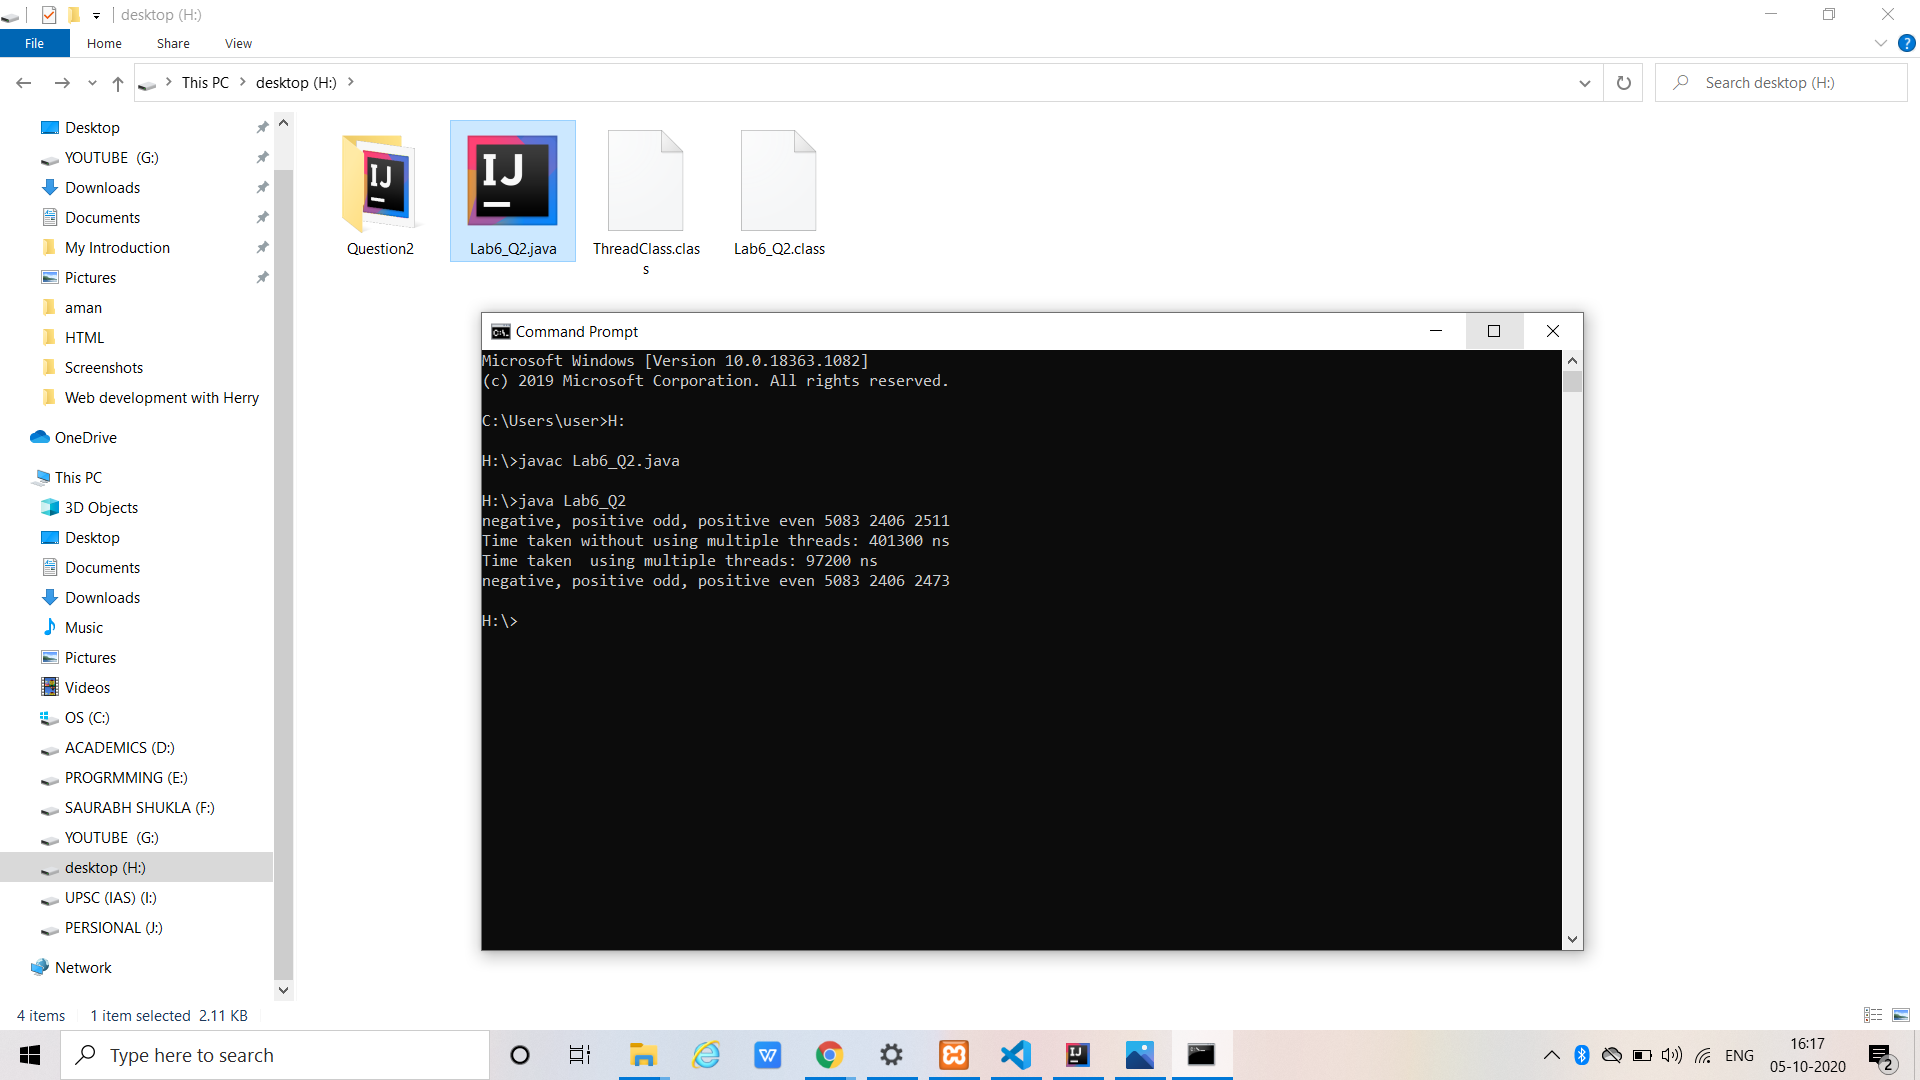 desktop (H:)
File Home Share View
This PC desktop (H:)
Search desktop (H:)
Desktop
YOUTUBE (G:)
Downloads
Documents
My Introduction
Pictures
aman
HTML
Screenshots
Web development with Herry
OneDrive
This PC
3D Objects
Desktop
Documents
Downloads
Music
Pictures
Videos
OS (C:)
ACADEMICS (D:)
PROGRMMING (E:)
SAURABH SHUKLA (F:)
YOUTUBE (G:)
desktop (H:)
UPSC (IAS) (I:)
PERSIONAL (J:)
Network
IJ
IJ
Question2
Lab6_Q2.java
ThreadClass.clas
s
Lab6_Q2.class
Command Prompt
Microsoft Windows [Version 10.0.18363.1082]
(c) 2019 Microsoft Corporation. All rights reserved.
C:\Users\user>H:
H:\>javac Lab6_Q2.java
H:\>java Lab6_Q2
negative, positive odd, positive even 5083 2406 2511
Time taken without using multiple threads: 401300 ns
Time taken  using multiple threads: 97200 ns
negative, positive odd, positive even 5083 2406 2473
H:\>
4 items 1 item selected 2.11 KB
Type here to search
W
IJ
ENG
16:17
05-10-2020
2